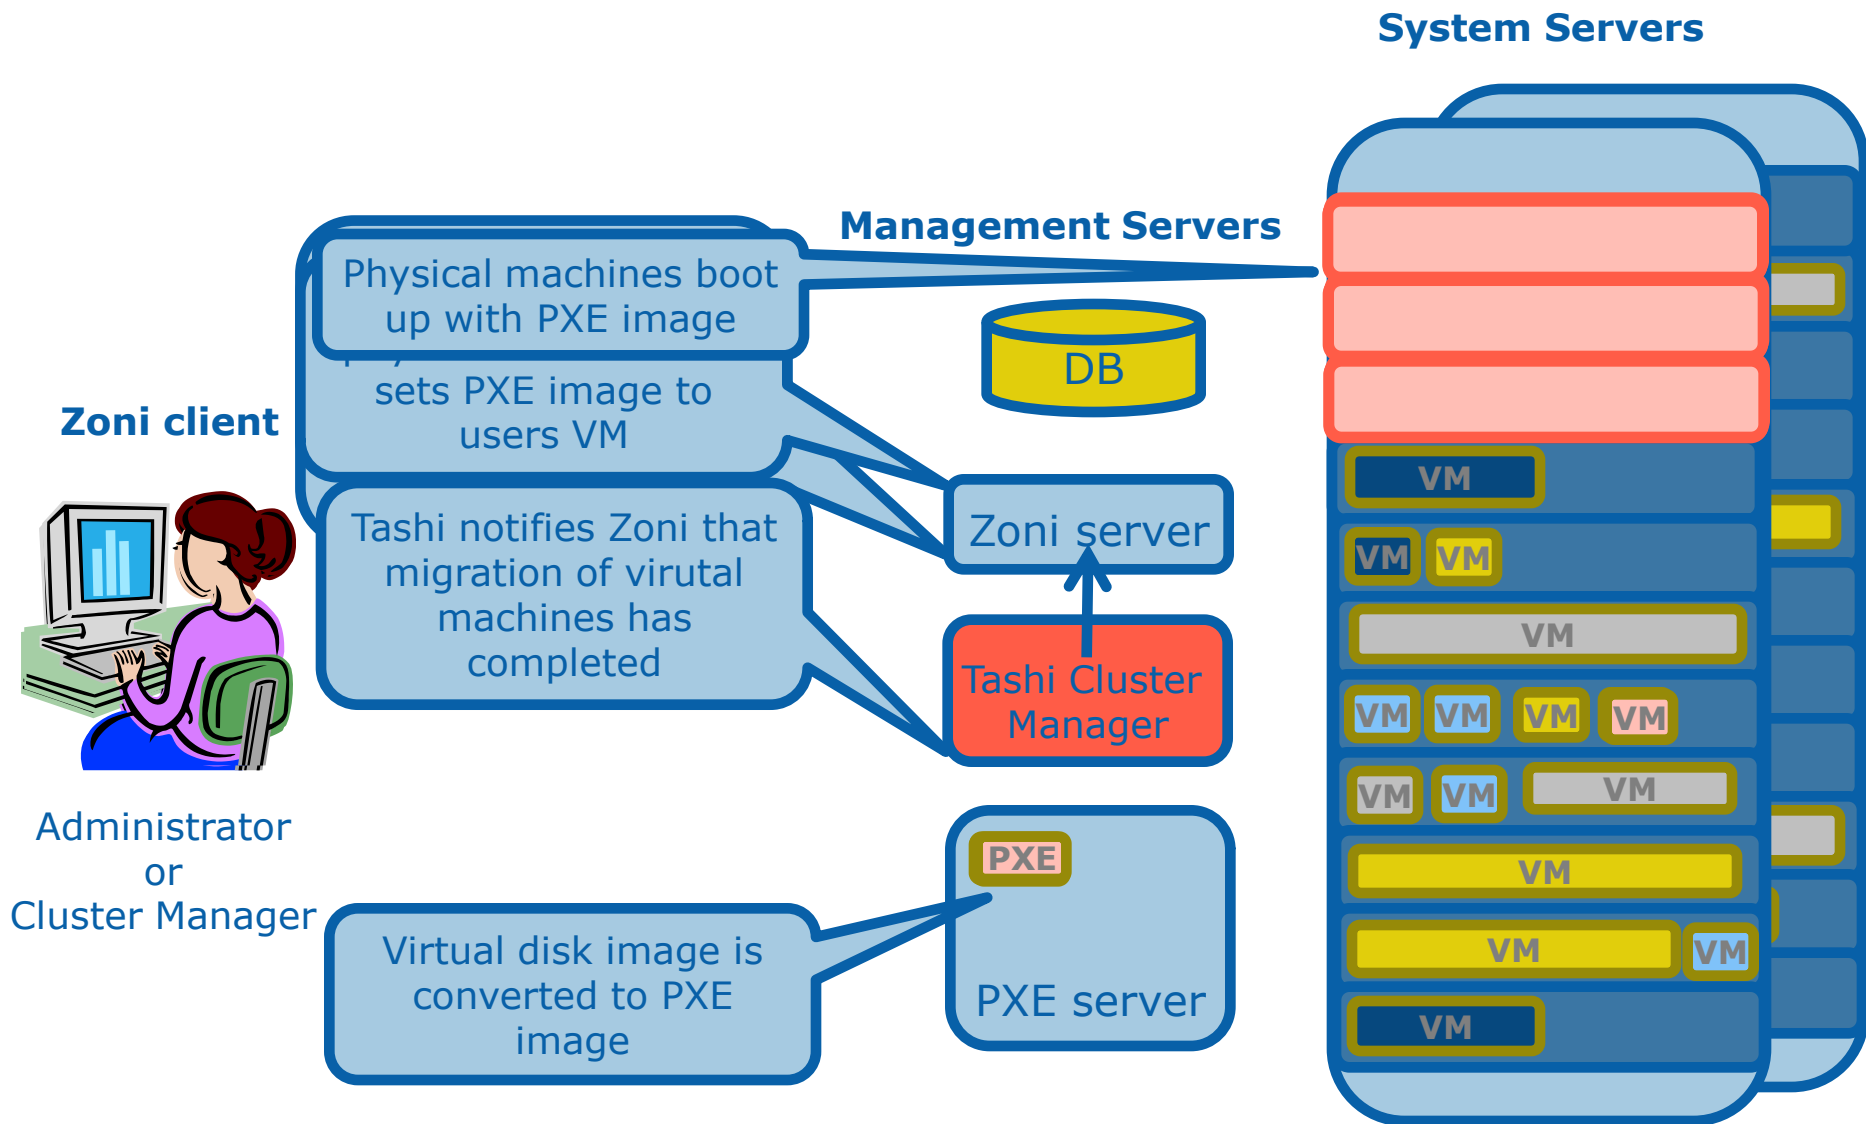 System Servers
Management Servers
Physical machines boot
up with PXE image
sets PXE image to
users VM
DB
Zoni client
Tashi notifies Zoni that
migration of virutal
machines has
completed
Zoni server
Tashi Cluster
Manager
Administrator
or
Cluster Manager
Virtual disk image is
converted to PXE
image
PXE
PXE server
VM
VM VM
VM
VM VM VM VM
VM VM VM
VM
VM VM
VM